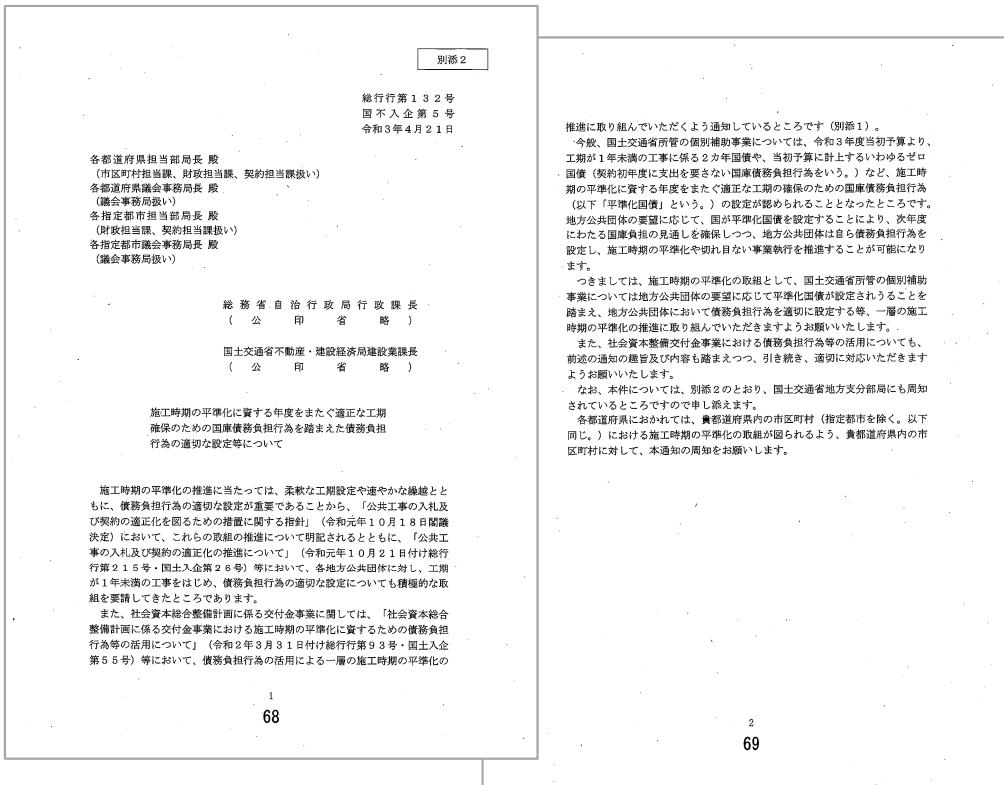 別添２
総行行第１３２号
国不入企第５号
令和３年４月２１日
各都道府県担当部局長 殿
（市区町村担当課、財政担当課、契約担当課扱い）
各都道府県議会事務局長 殿
（議会事務局扱い）
各指定都市担当部局長 殿
（財政担当課、契約担当課扱い）
各指定都市議会事務局長 殿
（議会事務局扱い）
総務省自治行政局行政課長
（公印省略）
国土交通省不動産・建設経済局建設業課長
（公印省略）
施工時期の平準化に資する年度をまたぐ適正な工期
確保のための国庫債務負担行為を踏まえた債務負担
行為の適切な設定等について
施工時期の平準化の推進に当たっては、柔軟な工期設定や速やかな繰越とと
もに、債務負担行為の適切な設定が重要であることから、「公共工事の入札及
び契約の適正化を図るための措置に関する指針」（令和元年１０月１８日閣議
決定）において、これらの取組の推進について明記されるとともに、「公共工
事の入札及び契約の適正化の推進について」（令和元年１０月２１日付け総行
行第２１５号・国土入企第２６号）等において、各地方公共団体に対し、工期
が１年未満の工事をはじめ、債務負担行為の適切な設定についても積極的な取
組を要請してきたところであります。
また、社会資本総合整備計画に係る交付金事業に関しては、「社会資本総合
整備計画に係る交付金事業における施工時期の平準化に資するための債務負担
行為等の活用について」（令和２年３月３１日付け総行行第９３号・国土入企
第５５号）等において、債務負担行為の活用による一層の施工時期の平準化の
1
68
推進に取り組んでいただくよう通知しているところです（別添１）。
今般、国土交通省所管の個別補助事業については、令和３年度当初予算より、
工期が１年未満の工事に係る２カ年国債や、当初予算に計上するいわゆるゼロ
国債（契約初年度に支出を要さない国庫債務負担行為をいう。）など、施工時
期の平準化に資する年度をまたぐ適正な工期の確保のための国庫債務負担行為
（以下「平準化国債」という。）の設定が認められることとなったところです。
地方公共団体の要望に応じて、国が平準化国債を設定することにより、次年度
にわたる国庫負担の見通しを確保しつつ、地方公共団体は自ら債務負担行為を
設定し、施工時期の平準化や切れ目ない事業執行を推進することが可能になり
ます。
つきましては、施工時期の平準化の取組として、国土交通省所管の個別補助
事業については地方公共団体の要望に応じて平準化国債が設定されうることを
踏まえ、地方公共団体において債務負担行為を適切に設定する等、一層の施工
時期の平準化の推進に取り組んでいただきますようお願いいたします。
また、社会資本整備交付金事業における債務負担行為等の活用についても、
前述の通知の趣旨及び内容も踏まえつつ、引き続き、適切に対応いただきます
ようお願いいたします。
なお、本件については、別添２のとおり、国土交通省地方支分部局にも周知
されているところですので申し添えます。
各都道府県におかれては、貴都道府県内の市区町村（指定都市を除く。以下
同じ。）における施工時期の平準化の取組が図られるよう、貴都道府県内の市
区町村に対して、本通知の周知をお願いします。
2
69